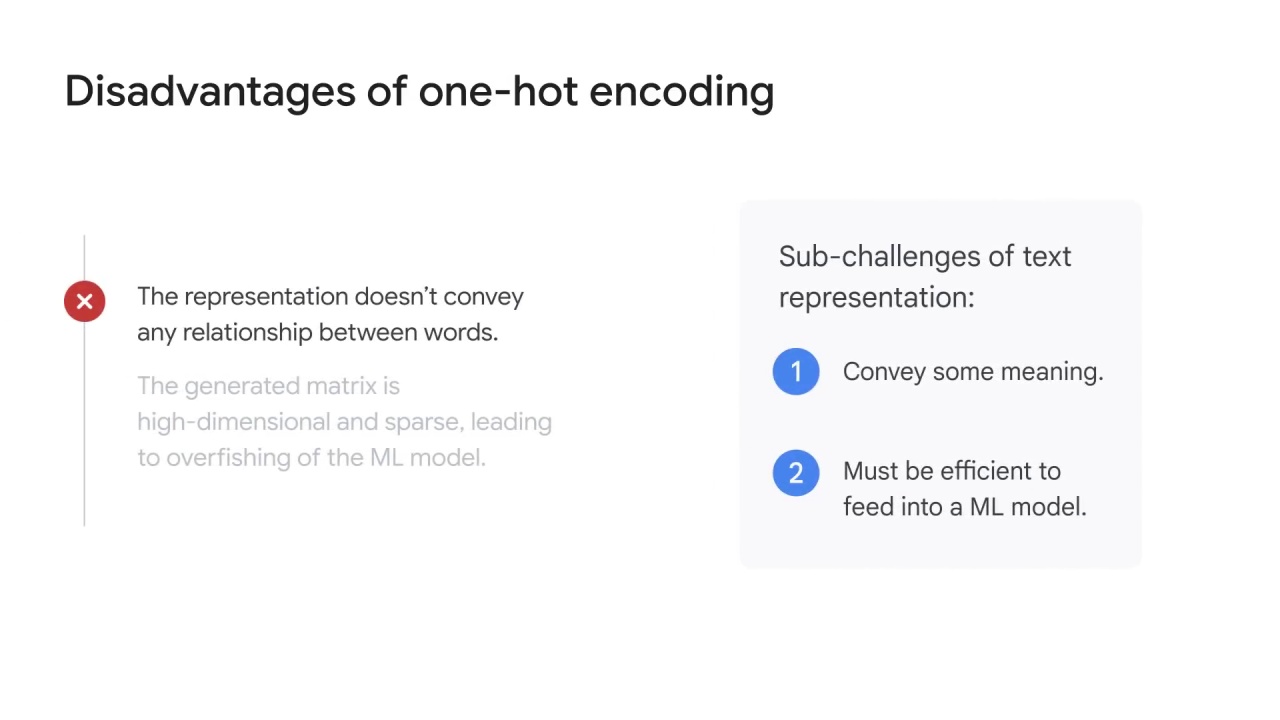 Disadvantages of one-hot encoding
The representation doesn’t convey
any relationship between words.
The generated matrix is
high-dimensional and sparse, leading
to overfishing of the ML model.
Sub-challenges of text
representation:
1 Convey some meaning.
2 Must be efficient to
feed into a ML model.